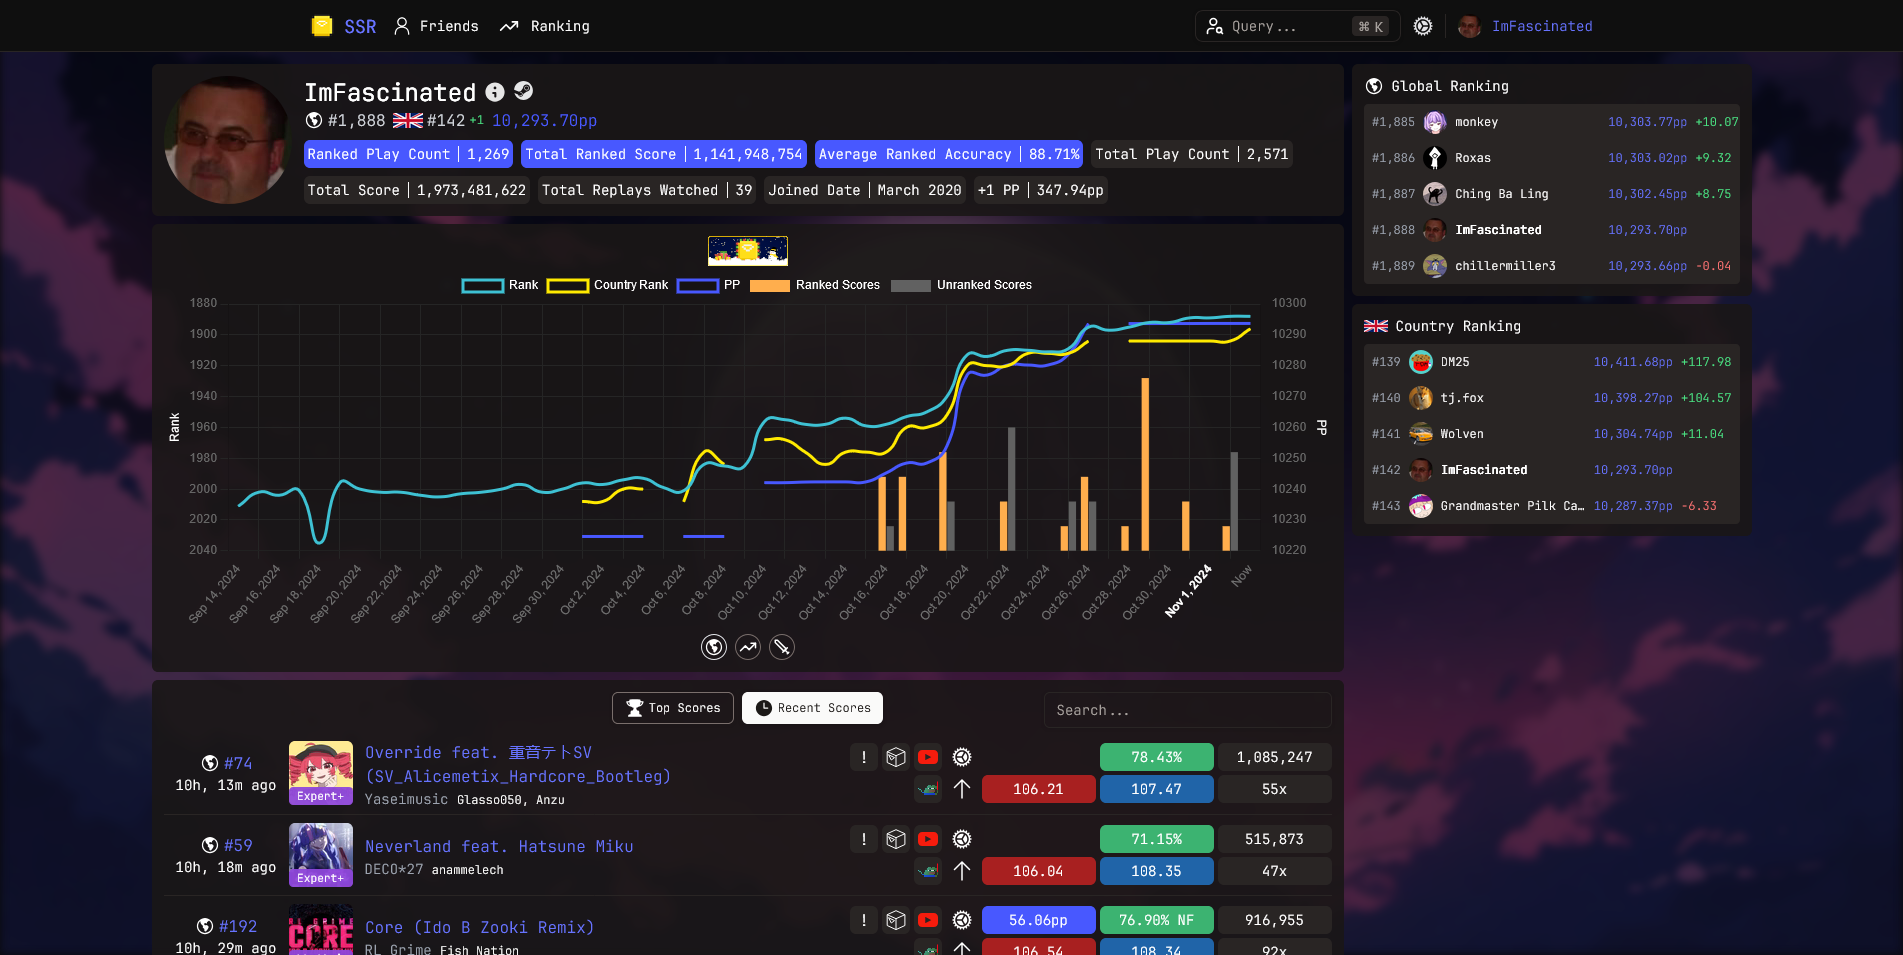 SSR Friends Ranking Query... ⌘ K ImFascinated
ImFascinated
#1,888 #142 +1 10,293.70pp
Ranked Play Count | 1,269 Total Ranked Score | 1,141,948,754 Average Ranked Accuracy | 88.71% Total Play Count | 2,571
Total Score | 1,973,481,622 Total Replays Watched | 39 Joined Date | March 2020 +1 PP | 347.94pp
Rank Country Rank PP Ranked Scores Unranked Scores
1880 10300
1900 10290
1920 10280
1940 10270
1960 10260
1980 10250
2000 10240
2020 10230
2040 10220
Rank
PP
Sep 14, 2024 Sep 16, 2024 Sep 18, 2024 Sep 20, 2024 Sep 22, 2024 Sep 24, 2024 Sep 26, 2024 Sep 28, 2024 Sep 30, 2024 Oct 2, 2024 Oct 4, 2024 Oct 6, 2024 Oct 8, 2024 Oct 10, 2024 Oct 12, 2024 Oct 14, 2024 Oct 16, 2024 Oct 18, 2024 Oct 20, 2024 Oct 22, 2024 Oct 24, 2024 Oct 26, 2024 Oct 28, 2024 Oct 30, 2024 Nov 1, 2024 Now
Top Scores Recent Scores Search...
#74
10h, 13m ago
Expert+
Override feat. 重音テトSV
(SV_Alicemetix_Hardcore_Bootleg)
Yaseimusic Glasso050, Anzu
! 78.43% 1,085,247
106.21 107.47 55x
#59
10h, 18m ago
Expert+
Neverland feat. Hatsune Miku
DECO*27 anammelech
! 71.15% 515,873
106.04 108.35 47x
#192
10h, 29m ago
CORE
Core (Ido B Zooki Remix)
RL Grime Fish Nation
! 56.06pp 76.90% NF 916,955
106.54 108.34 92x
Global Ranking
#1,885 monkey 10,303.77pp +10.07
#1,886 Roxas 10,303.02pp +9.32
#1,887 Ching Ba Ling 10,302.45pp +8.75
#1,888 ImFascinated 10,293.70pp
#1,889 chillermiller3 10,293.66pp -0.04
Country Ranking
#139 DM25 10,411.68pp +117.98
#140 tj.fox 10,398.27pp +104.57
#141 Wolven 10,304.74pp +11.04
#142 ImFascinated 10,293.70pp
#143 Grandmaster Pilk Ca… 10,287.37pp -6.33